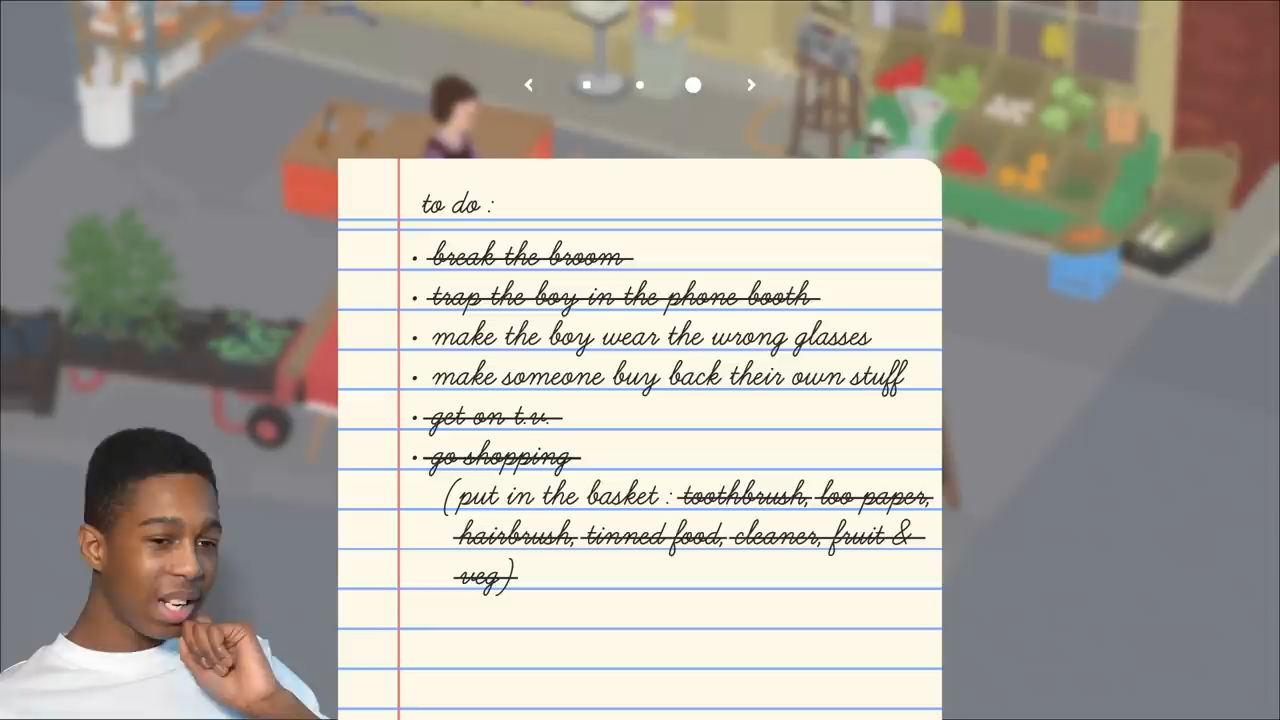 to do :
• break the broom
• trap the boy in the phone booth
• make the boy wear the wrong glasses
• make someone buy back their own stuff
• get on t.v.
• go shopping
(put in the basket : toothbrush, loo paper,
hairbrush, tinned food, cleaner, fruit &
veg)